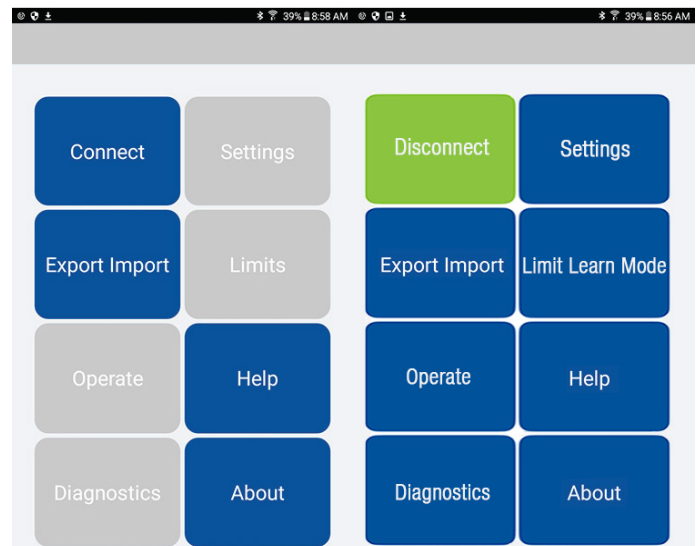 39% 8:58 AM
39% 8:56 AM
Connect
Settings
Export Import
Limits
Operate
Help
Diagnostics
About
Disconnect
Settings
Export Import
Limit Learn Mode
Operate
Help
Diagnostics
About